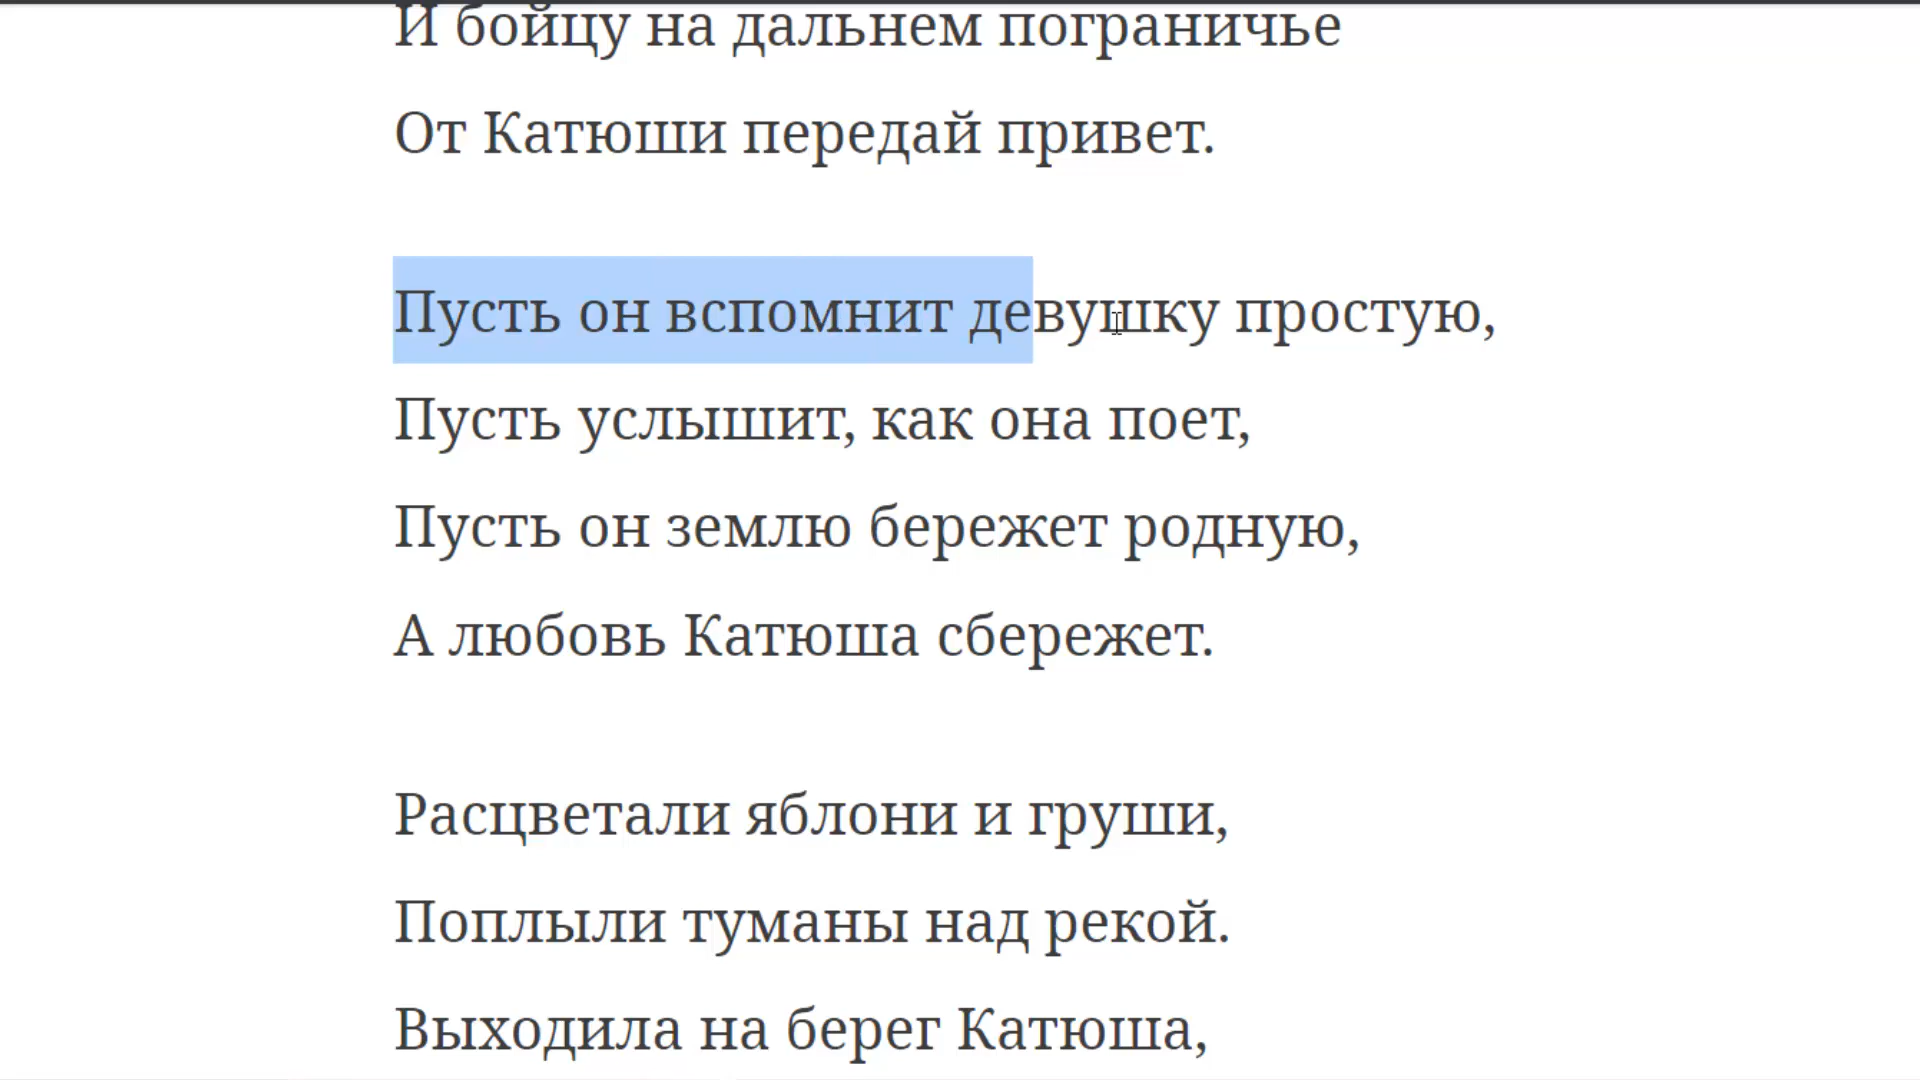 И бойцу на дальнем пограничье
От Катюши передай привет.
Пусть он вспомнит девушку простую,
Пусть услышит, как она поет,
Пусть он землю бережет родную,
А любовь Катюша сбережет.
Расцветали яблони и груши,
Поплыли туманы над рекой.
Выходила на берег Катюша,